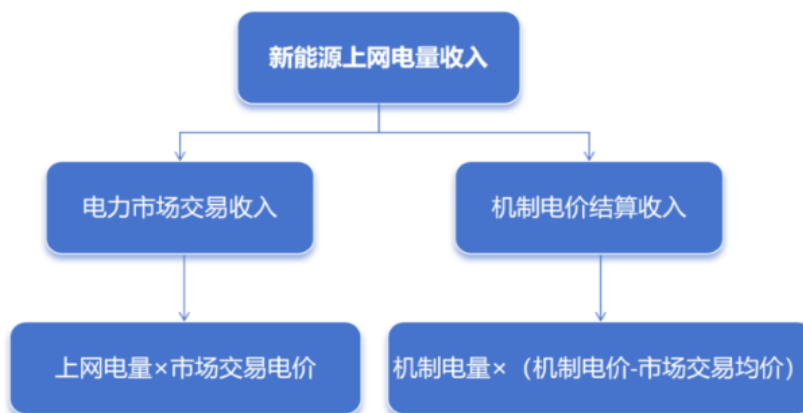 新能源上网电量收入
电力市场交易收入
机制电价结算收入
上网电量×市场交易电价
机制电量×（机制电价-市场交易均价）